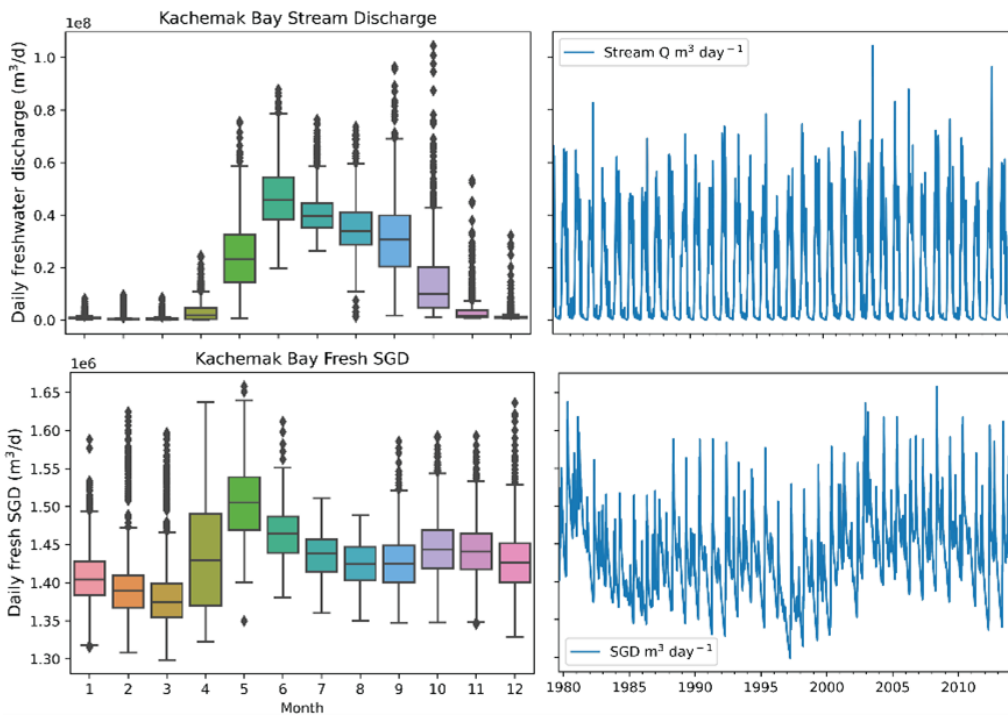 Kachemak Bay Stream Discharge
1e8
Daily freshwater discharge (m³/d)
1.0
0.8
0.6
0.4
0.2
0.0
Stream Q m³ day⁻¹
Kachemak Bay Fresh SGD
1e6
Daily fresh SGD (m³/d)
1.65
1.60
1.55
1.50
1.45
1.40
1.35
1.30
1 2 3 4 5 6 7 8 9 10 11 12
Month
SGD m³ day⁻¹
1980 1985 1990 1995 2000 2005 2010